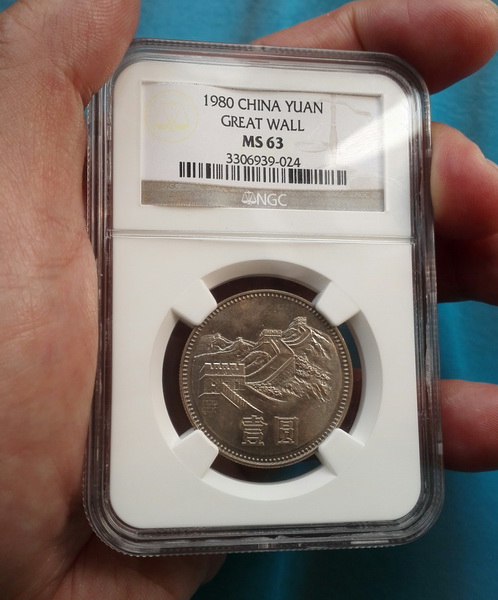 1980 CHINA YUAN
GREAT WALL
MS 63
3306939-024
NGC
壹圆